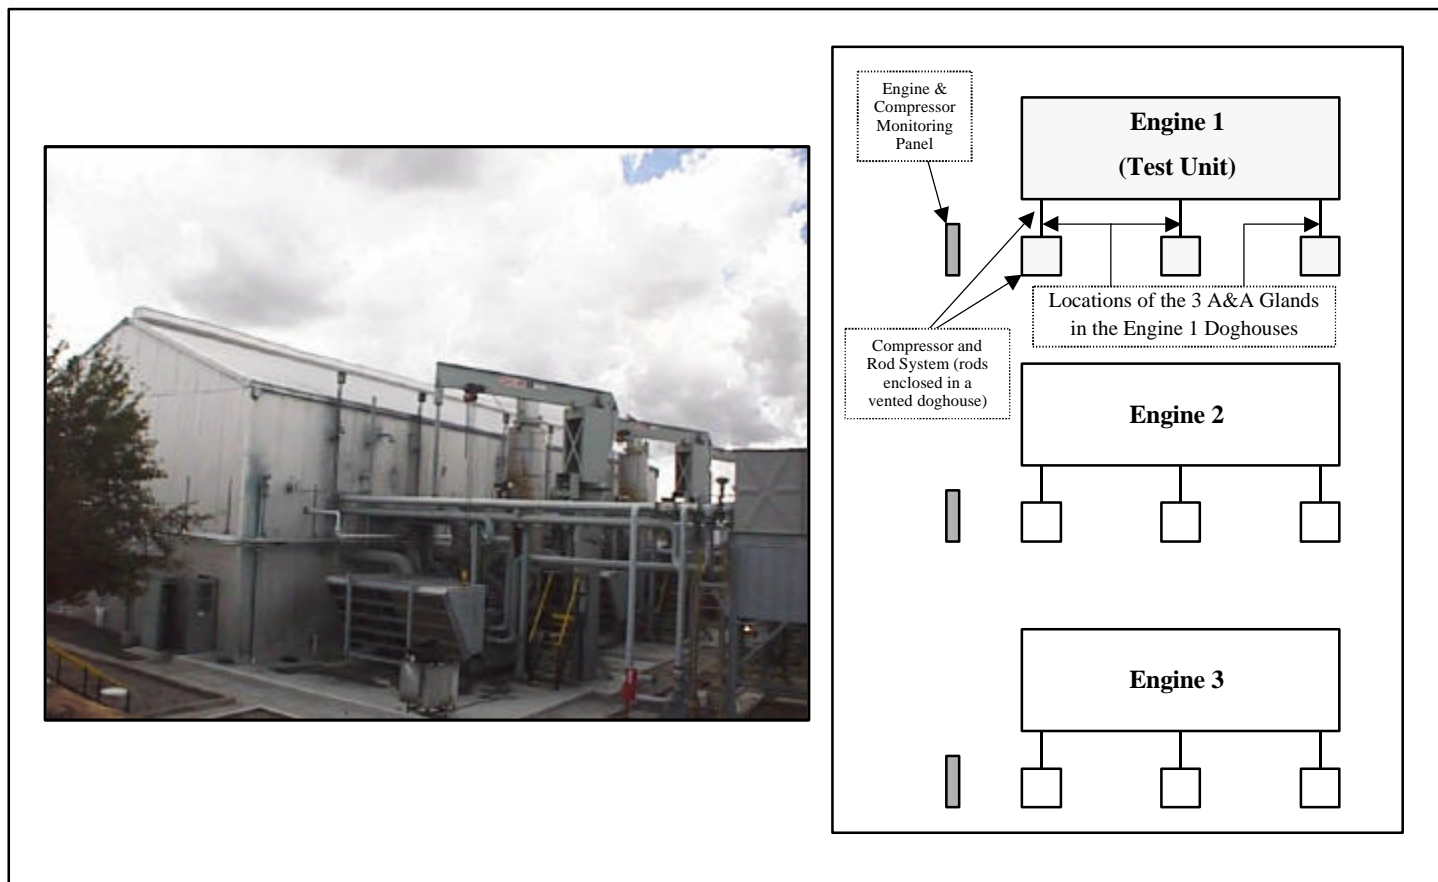 Engine &
Compressor
Monitoring
Panel
Engine 1
(Test Unit)
Locations of the 3 A&A Glands
in the Engine 1 Doghouses
Compressor and
Rod System (rods
enclosed in a
vented doghouse)
Engine 2
Engine 3